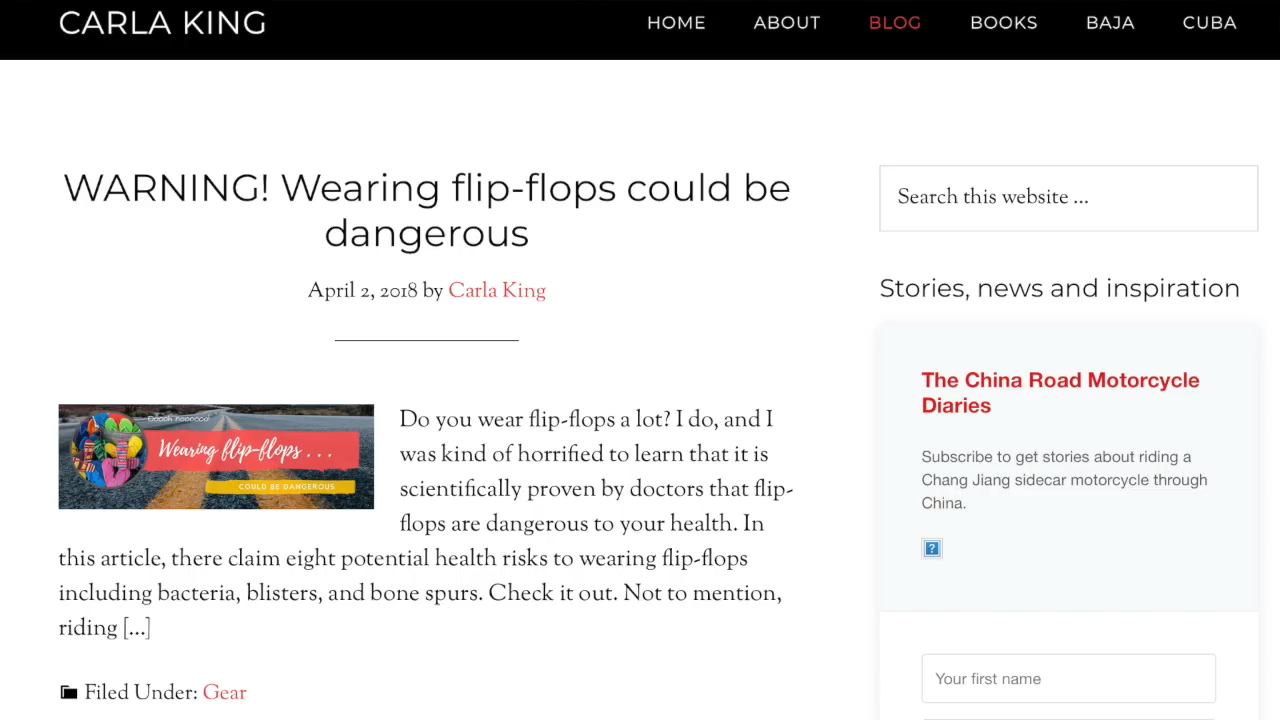 CARLA KING
HOME ABOUT BLOG BOOKS BAJA CUBA
WARNING! Wearing flip-flops could be
dangerous
April 2, 2018 by Carla King
Wearing flip-flops . . .
COULD BE DANGEROUS
Do you wear flip-flops a lot? I do, and I
was kind of horrified to learn that it is
scientifically proven by doctors that flip-
flops are dangerous to your health. In
this article, there claim eight potential health risks to wearing flip-flops
including bacteria, blisters, and bone spurs. Check it out. Not to mention,
riding [...]
Filed Under: Gear
Search this website ...
Stories, news and inspiration
The China Road Motorcycle
Diaries
Subscribe to get stories about riding a
Chang Jiang sidecar motorcycle through
China.
?
Your first name